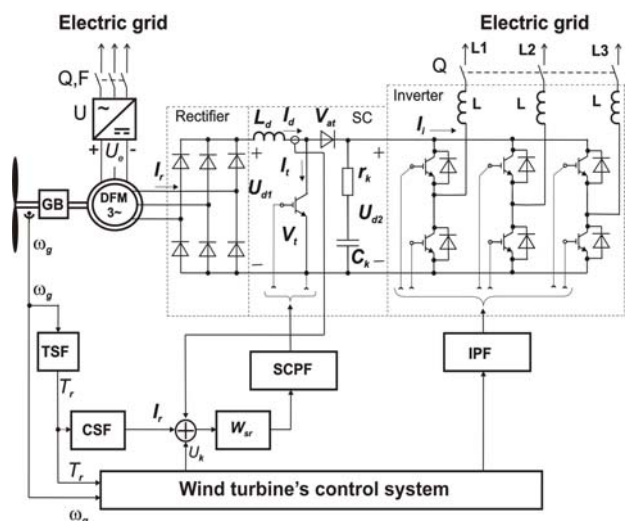 Electric grid
Electric grid
L1
L2
L3
Q,F
Q
Rectifier
Inverter
U
~
L_d
I_d
V_at
SC
L
L
L
+ U_e -
I_r
+
I_t
+
I_i
r_k
GB
DFM
3~
U_d1
U_d2
V_t
C_k
ω_g
−
−
ω_g
TSF
SCPF
IPF
T_r
I_r
CSF
+
W_sr
U_k
T_r
Wind turbine's control system
ω_g